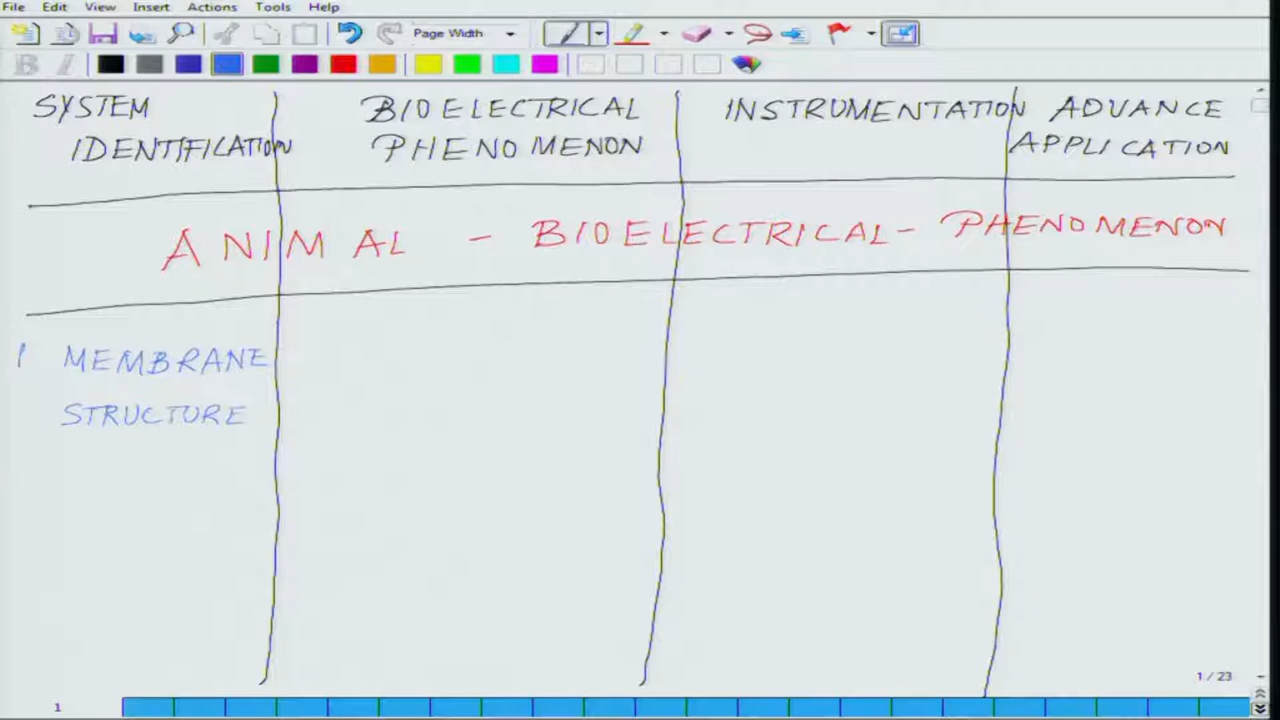 File Edit View Insert Actions Tools Help
Page Width
B I
SYSTEM IDENTIFICATION
BIOELECTRICAL PHENOMENON
INSTRUMENTATION
ADVANCE APPLICATION
ANIMAL - BIOELECTRICAL - PHENOMENON
1 MEMBRANE
STRUCTURE
1 / 23
1